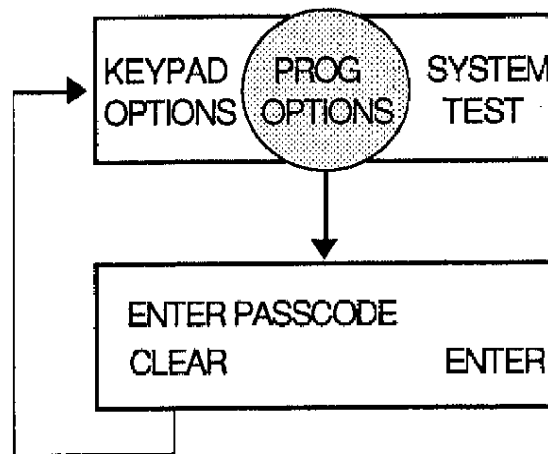 KEYPAD PROG SYSTEM
OPTIONS OPTIONS TEST
ENTER PASSCODE
CLEAR ENTER